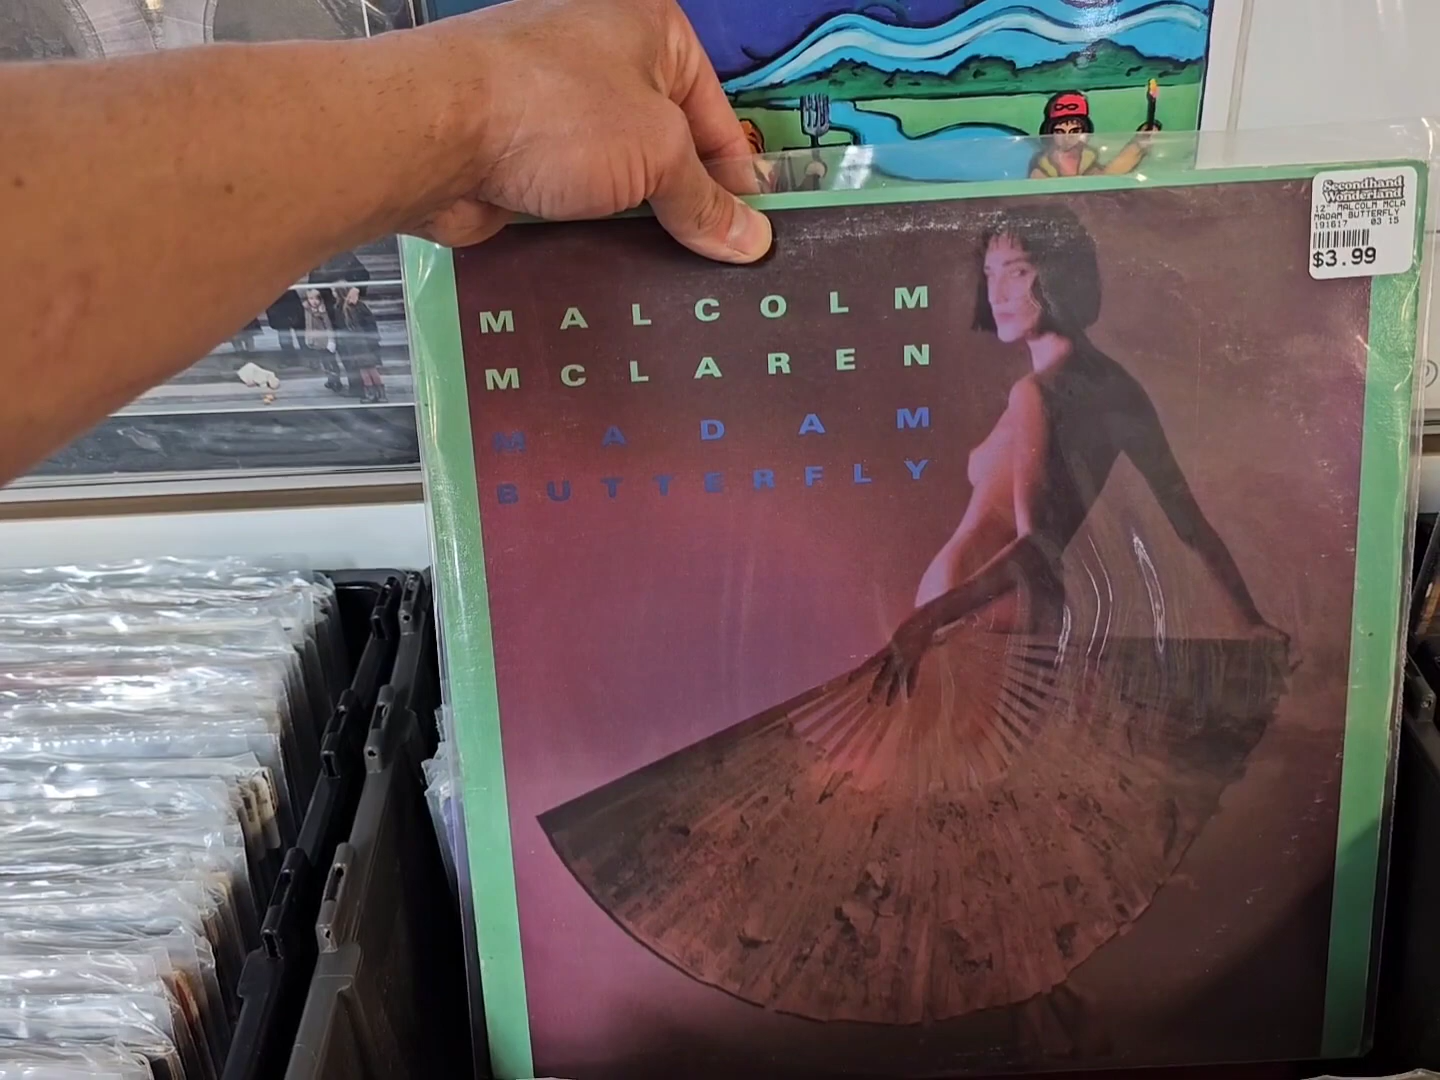 MALCOLM
MCLAREN
MADAM
BUTTERFLY
Secondhand
Wonderland
12" MALCOLM MCLA
MADAM BUTTERFLY
191617 03 15
$3.99